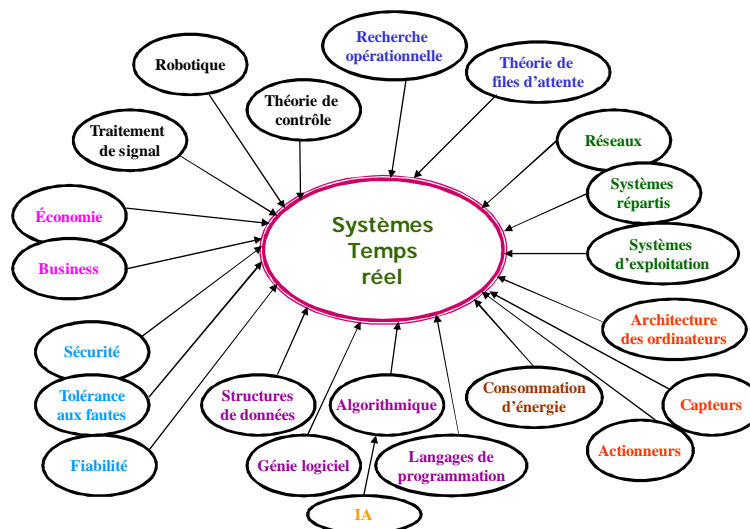 Recherche
opérationnelle
Robotique
Théorie de
files d'attente
Théorie de
contrôle
Traitement
de signal
Réseaux
Systèmes
répartis
Économie
Systèmes
Temps
réel
Systèmes
d'exploitation
Business
Architecture
des ordinateurs
Sécurité
Tolérance
aux fautes
Structures
de données
Algorithmique
Consommation
d'énergie
Capteurs
Actionneurs
Fiabilité
Génie logiciel
Langages de
programmation
IA